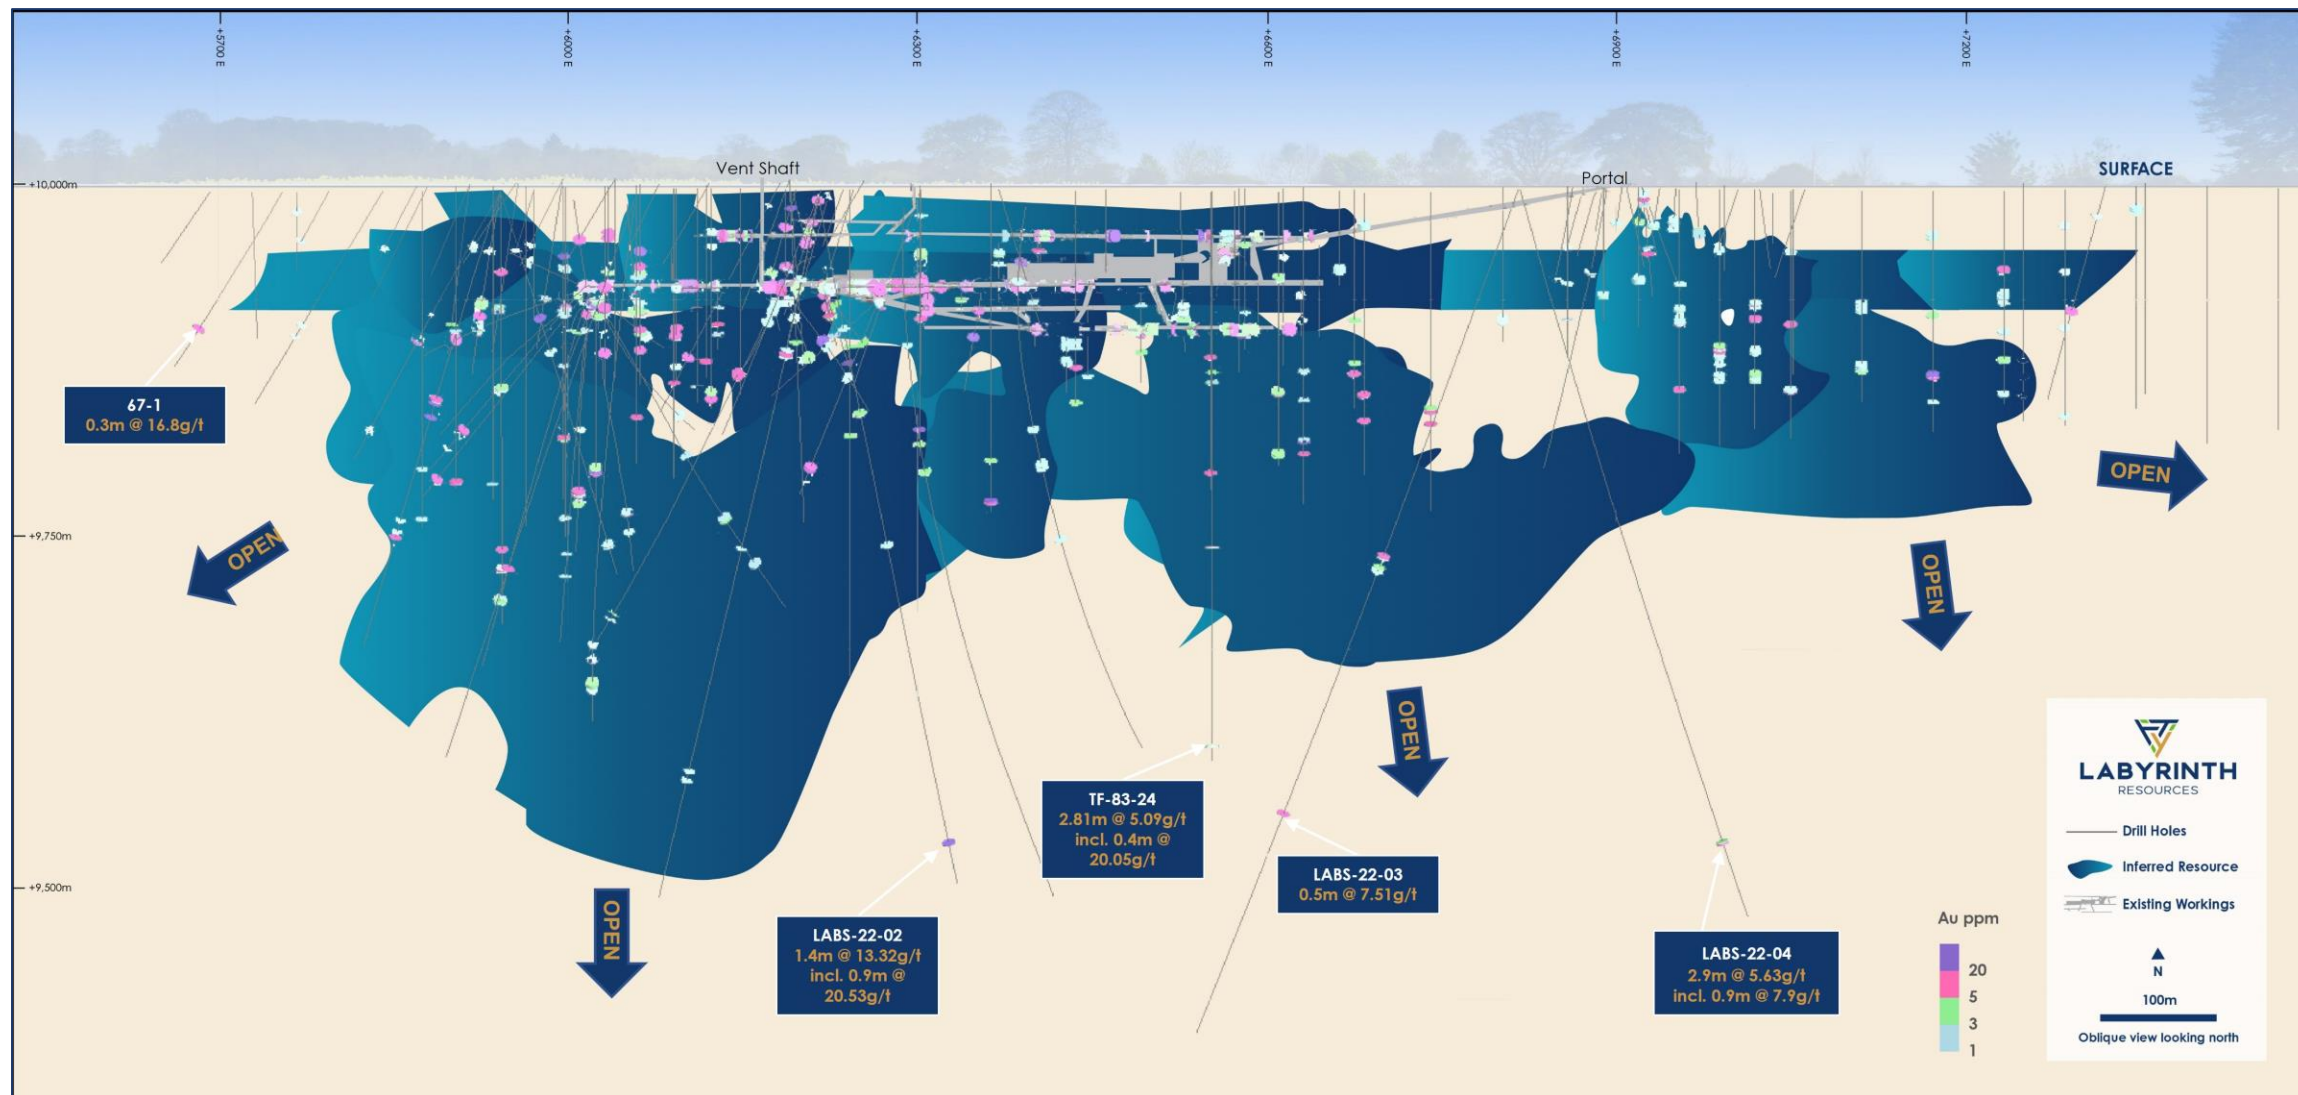 +5700 E
+6000 E
+6300 E
+6600 E
+6900 E
+7200 E
Vent Shaft
Portal
SURFACE
+10,000m
67-1
0.3m @ 16.8g/t
OPEN
OPEN
+9,750m
OPEN
OPEN
TF-83-24
2.81m @ 5.09g/t
incl. 0.4m @
20.05g/t
LABS-22-03
0.5m @ 7.51g/t
+9,500m
OPEN
LABS-22-02
1.4m @ 13.32g/t
incl. 0.9m @
20.53g/t
LABS-22-04
2.9m @ 5.63g/t
incl. 0.9m @ 7.9g/t
Au ppm
20
5
3
1
LABYRINTH
RESOURCES
Drill Holes
Inferred Resource
Existing Workings
N
100m
Oblique view looking north